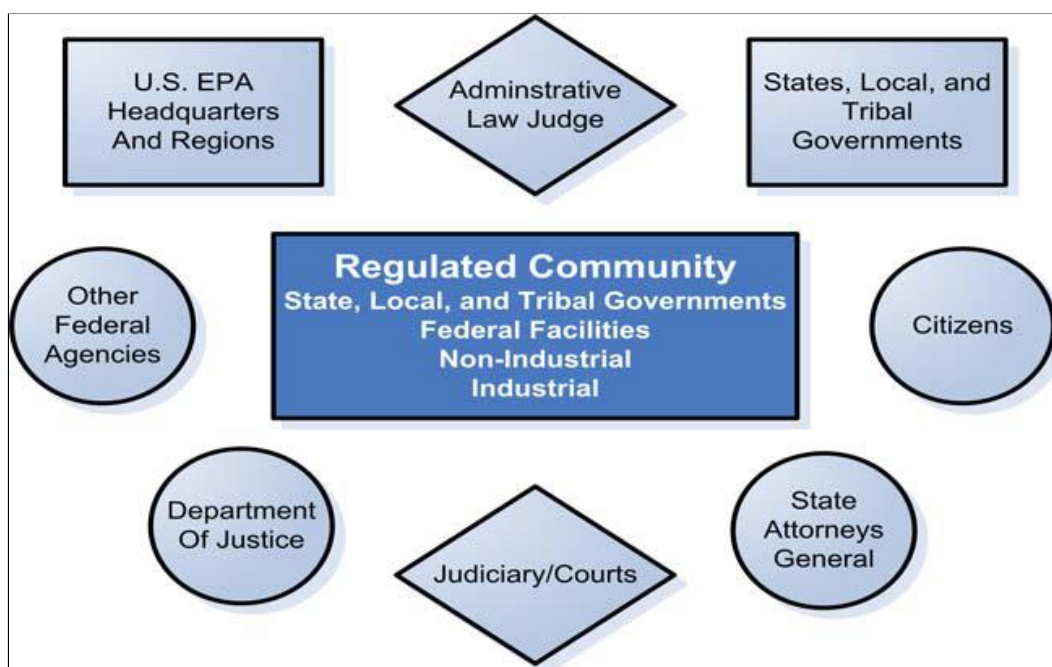 U.S. EPA
Headquarters
And Regions
Adminstrative
Law Judge
States, Local, and
Tribal
Governments
Other
Federal
Agencies
Regulated Community
State, Local, and Tribal Governments
Federal Facilities
Non-Industrial
Industrial
Citizens
Department
Of Justice
Judiciary/Courts
State
Attorneys
General